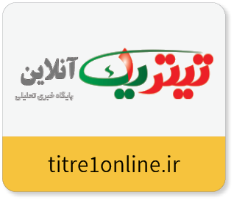 تیتریک آنلاین
پایگاه خبری تحلیلی
titre1online.ir